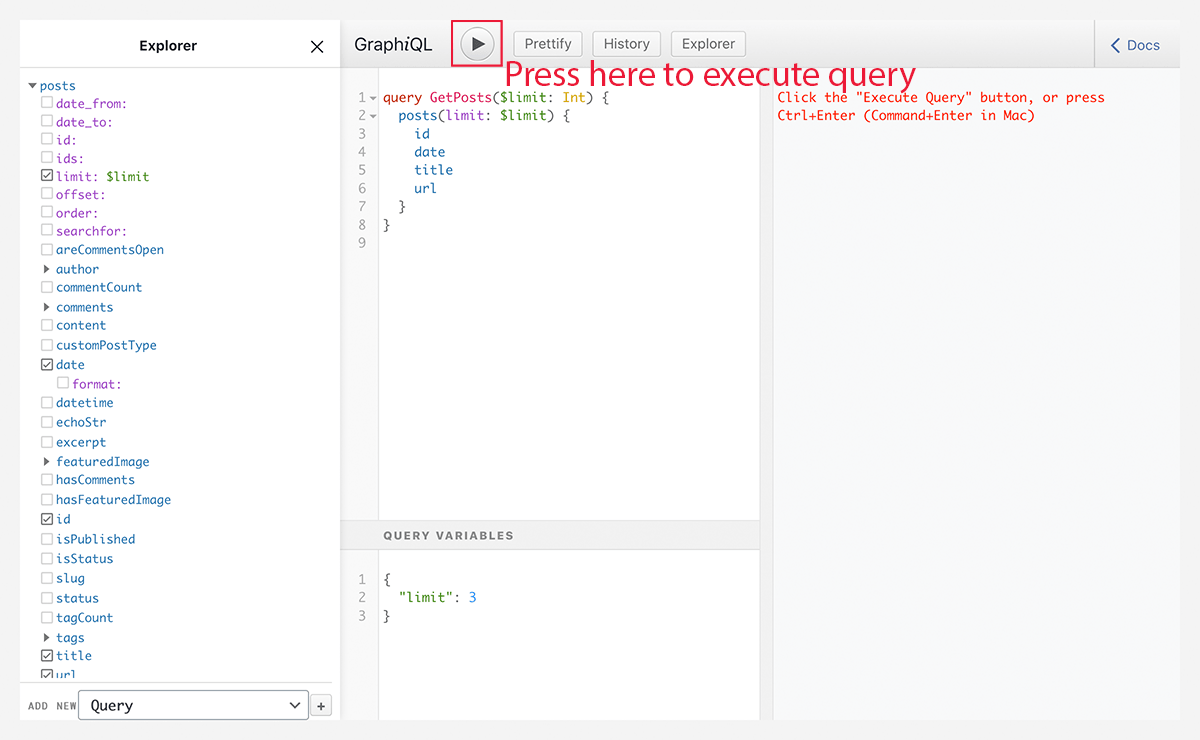 Explorer
GraphiQL
Prettify
History
Explorer
Docs
Press here to execute query
posts
date_from:
date_to:
id:
ids:
limit: $limit
offset:
order:
searchfor:
areCommentsOpen
author
commentCount
comments
content
customPostType
date
format:
datetime
echoStr
excerpt
featuredImage
hasComments
hasFeaturedImage
id
isPublished
isStatus
slug
status
tagCount
tags
title
url
ADD NEW Query +
1 query GetPosts($limit: Int) {
2 posts(limit: $limit) {
3 id
4 date
5 title
6 url
7 }
8 }
9
QUERY VARIABLES
1 {
2 "limit": 3
3 }
Click the "Execute Query" button, or press
Ctrl+Enter (Command+Enter in Mac)